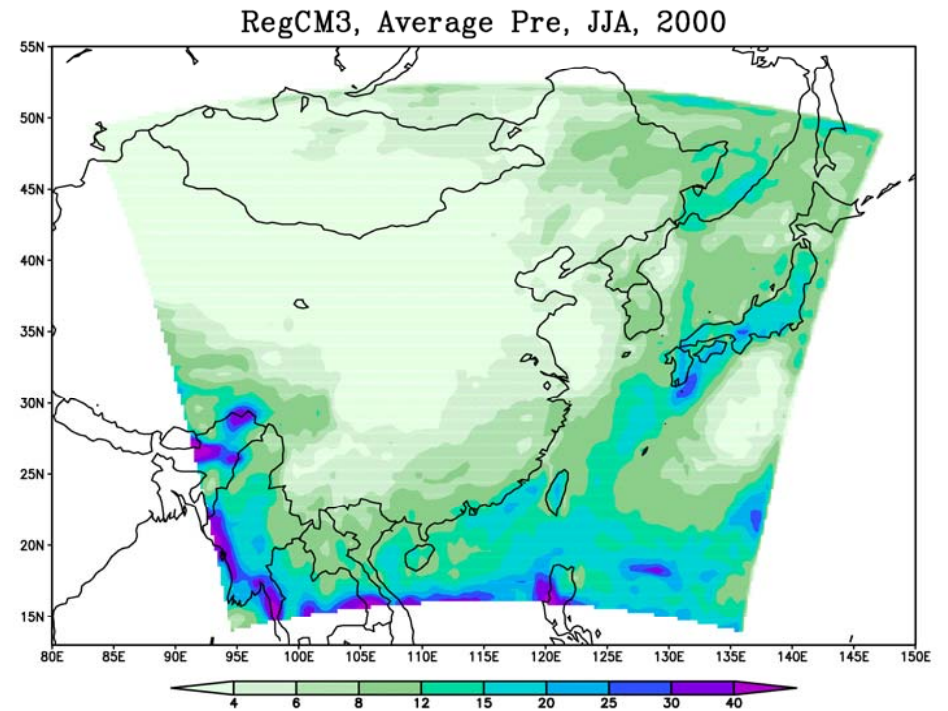 RegCM3, Average Pre, JJA, 2000
55N
50N
45N
40N
35N
30N
25N
20N
15N
80E 85E 90E 95E 100E 105E 110E 115E 120E 125E 130E 135E 140E 145E 150E
4 6 8 12 15 20 25 30 40